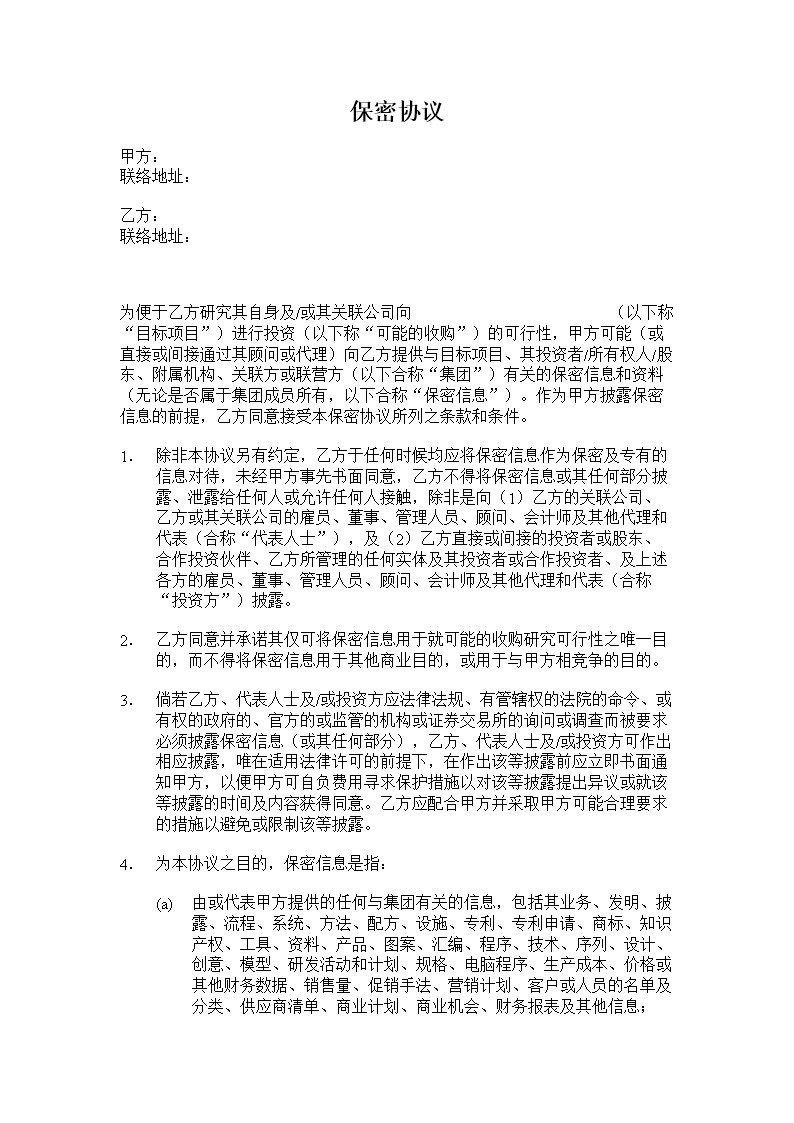 保密协议
甲方：
联络地址：
乙方：
联络地址：
为便于乙方研究其自身及/或其关联公司向 （以下称
“目标项目”）进行投资（以下称“可能的收购”）的可行性，甲方可能（或
直接或间接通过其顾问或代理）向乙方提供与目标项目、其投资者/所有权人/股
东、附属机构、关联方或联营方（以下合称“集团”）有关的保密信息和资料
（无论是否属于集团成员所有，以下合称“保密信息”）。作为甲方披露保密
信息的前提，乙方同意接受本保密协议所列之条款和条件。
1. 除非本协议另有约定，乙方于任何时候均应将保密信息作为保密及专有的
信息对待，未经甲方事先书面同意，乙方不得将保密信息或其任何部分披
露、泄露给任何人或允许任何人接触，除非是向（1）乙方的关联公司、
乙方或其关联公司的雇员、董事、管理人员、顾问、会计师及其他代理和
代表（合称“代表人士”），及（2）乙方直接或间接的投资者或股东、
合作投资伙伴、乙方所管理的任何实体及其投资者或合作投资者、及上述
各方的雇员、董事、管理人员、顾问、会计师及其他代理和代表（合称
“投资方”）披露。
2. 乙方同意并承诺其仅可将保密信息用于就可能的收购研究可行性之唯一目
的，而不得将保密信息用于其他商业目的，或用于与甲方相竞争的目的。
3. 倘若乙方、代表人士及/或投资方应法律法规、有管辖权的法院的命令、或
有权的政府的、官方的或监管的机构或证券交易所的询问或调查而被要求
必须披露保密信息（或其任何部分），乙方、代表人士及/或投资方可作出
相应披露，唯在适用法律许可的前提下，在作出该等披露前应立即书面通
知甲方，以便甲方可自负费用寻求保护措施以对该等披露提出异议或就该
等披露的时间及内容获得同意。乙方应配合甲方并采取甲方可能合理要求
的措施以避免或限制该等披露。
4. 为本协议之目的，保密信息是指：
(a) 由或代表甲方提供的任何与集团有关的信息，包括其业务、发明、披
露、流程、系统、方法、配方、设施、专利、专利申请、商标、知识
产权、工具、资料、产品、图案、汇编、程序、技术、序列、设计、
创意、模型、研发活动和计划、规格、电脑程序、生产成本、价格或
其他财务数据、销售量、促销手法、营销计划、客户或人员的名单及
分类、供应商清单、商业计划、商业机会、财务报表及其他信息；